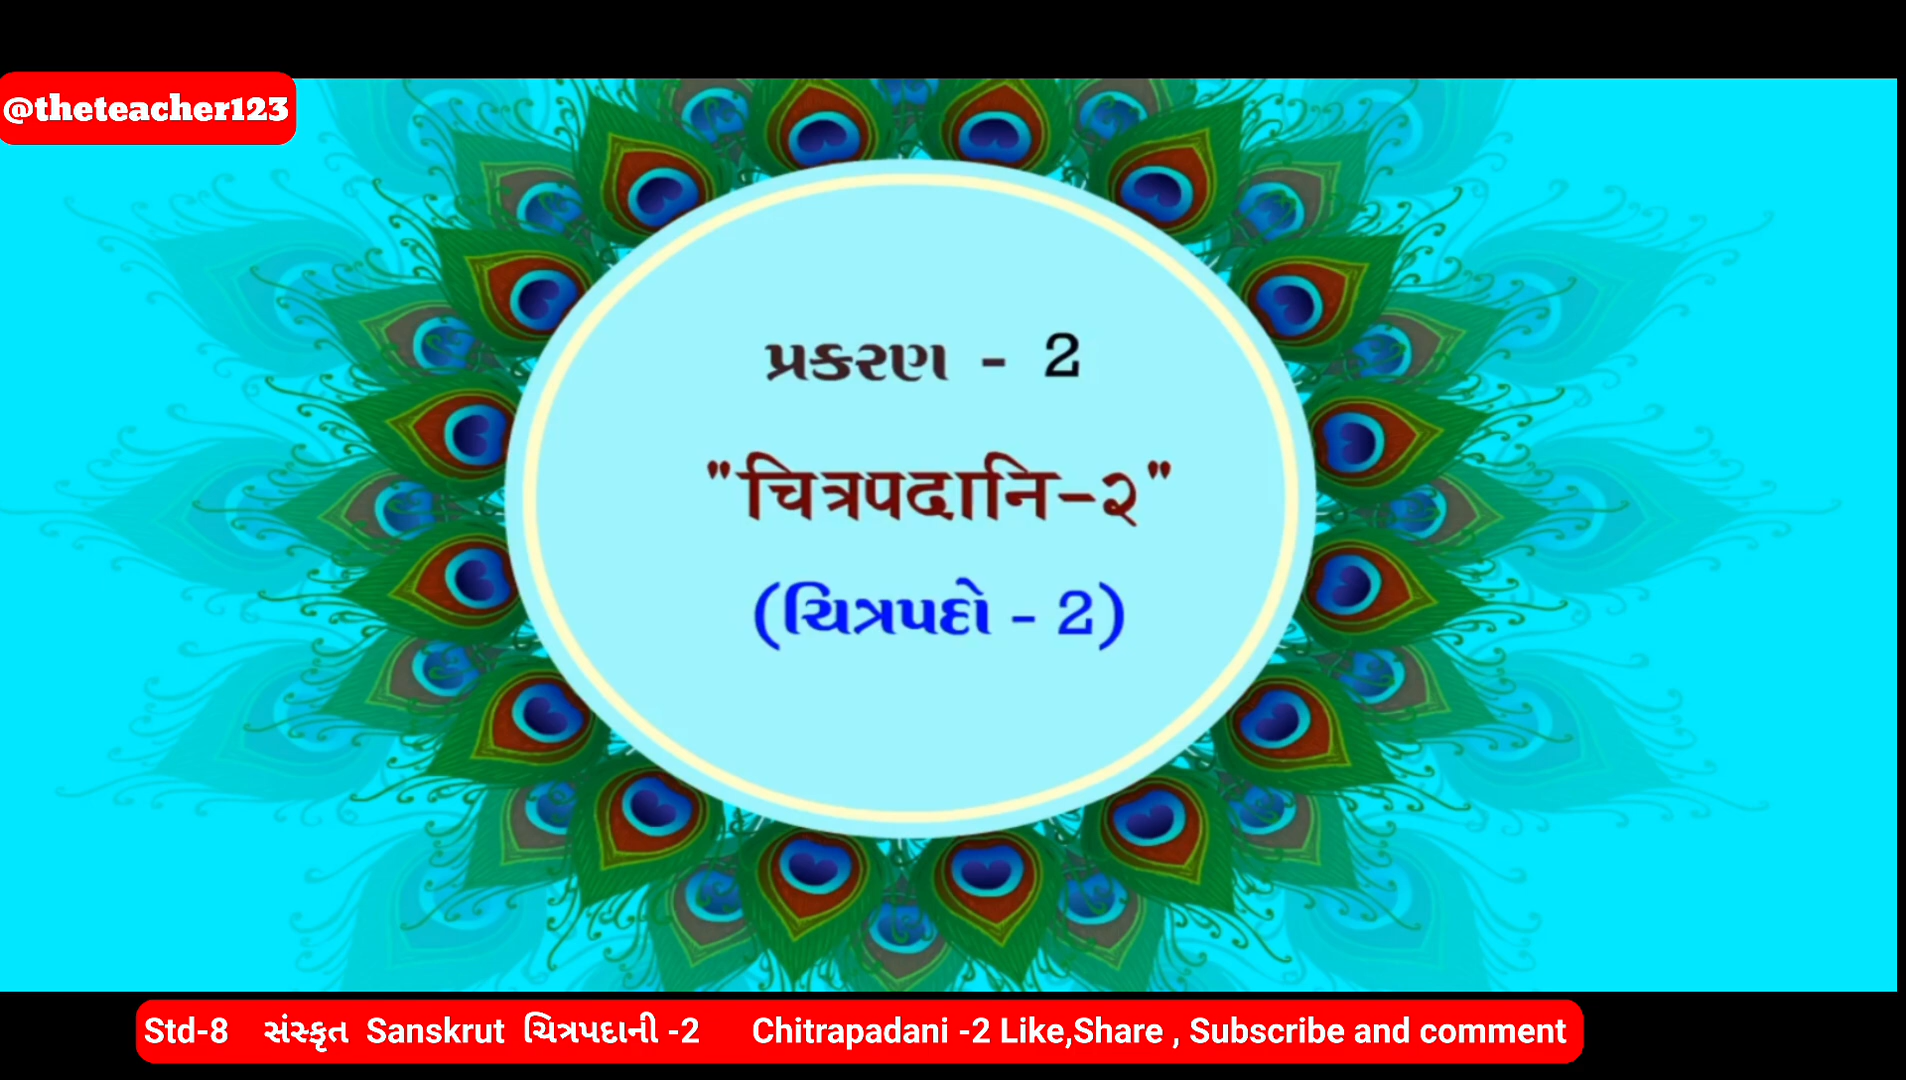 @theteacher123
પ્રકરણ - 2
"चित्रपदानि-२"
(ચિત્રપદો - 2)
Std-8 સંસ્કૃત Sanskrut ચિત્રપદાની -2 Chitrapadani -2 Like,Share , Subscribe and comment